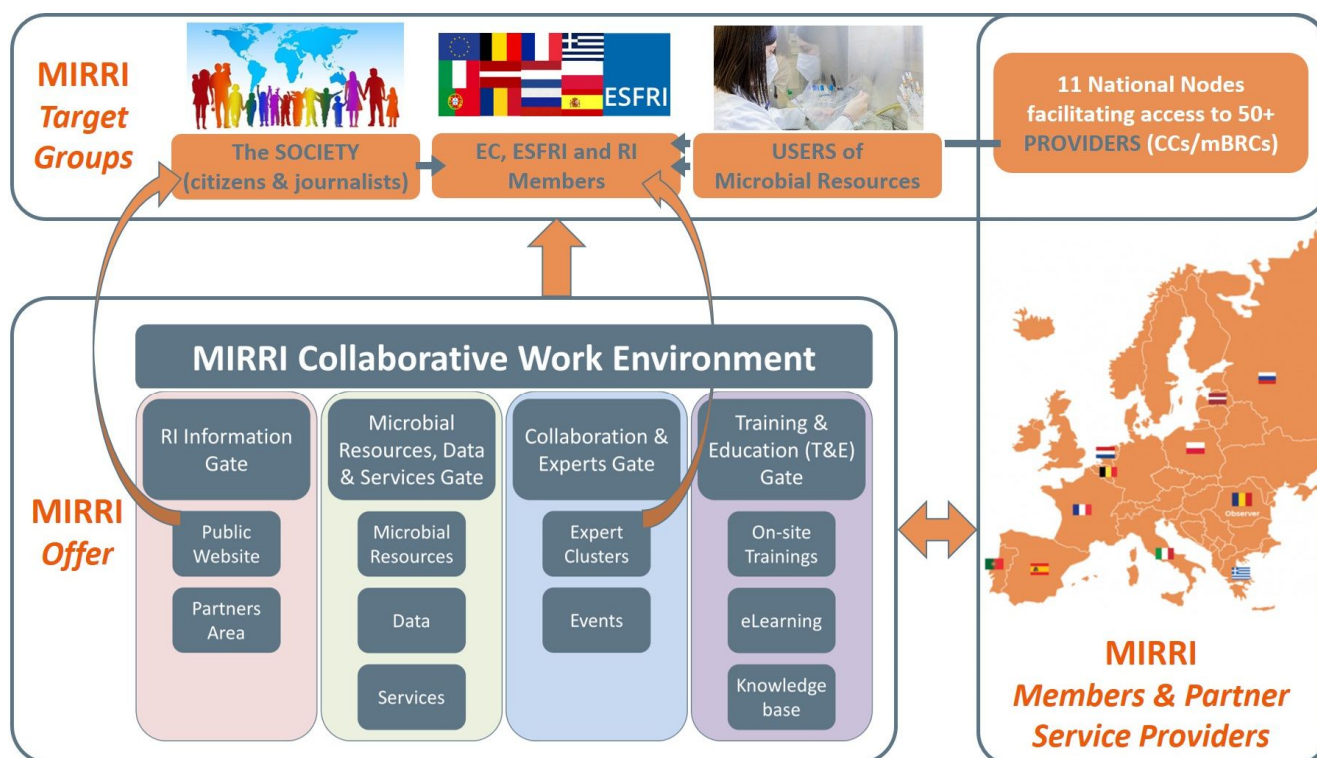 MIRRI
Target
Groups
ESFRI
The SOCIETY
(citizens & journalists)
EC, ESFRI and RI
Members
USERS of
Microbial Resources
11 National Nodes
facilitating access to 50+
PROVIDERS (CCs/mBRCs)
MIRRI
Offer
MIRRI Collaborative Work Environment
RI Information
Gate
Public
Website
Partners
Area
Microbial
Resources, Data
& Services Gate
Microbial
Resources
Data
Services
Collaboration &
Experts Gate
Expert
Clusters
Events
Training &
Education (T&E)
Gate
On-site
Trainings
eLearning
Knowledge
base
Observer
MIRRI
Members & Partner
Service Providers